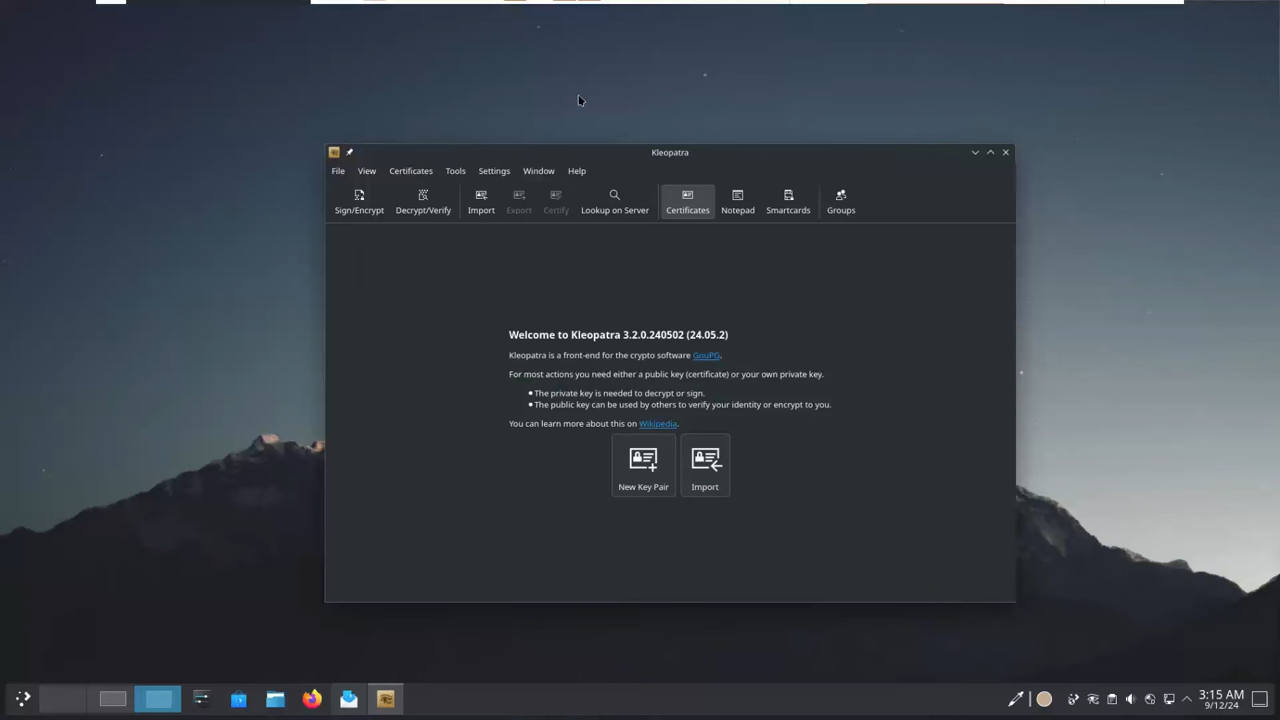 Kleopatra
File View Certificates Tools Settings Window Help
Sign/Encrypt Decrypt/Verify Import Export Certify Lookup on Server Certificates Notepad Smartcards Groups
Welcome to Kleopatra 3.2.0.240502 (24.05.2)
Kleopatra is a front-end for the crypto software GnuPG.
For most actions you need either a public key (certificate) or your own private key.
● The private key is needed to decrypt or sign.
● The public key can be used by others to verify your identity or encrypt to you.
You can learn more about this on Wikipedia.
New Key Pair Import
3:15 AM
9/12/24